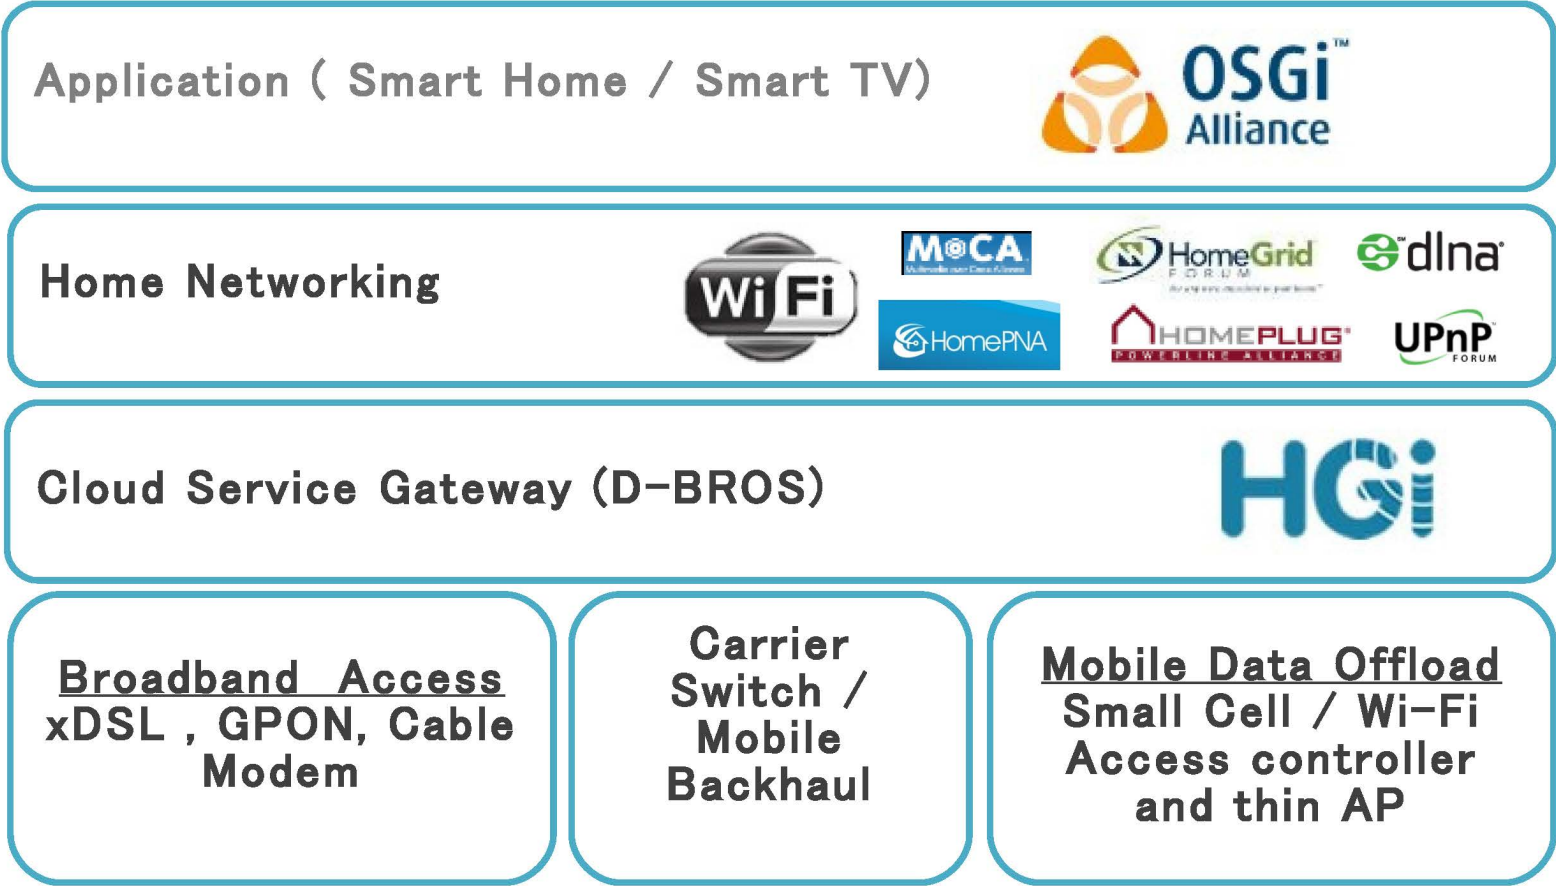 Application ( Smart Home / Smart TV)
OSGi™
Alliance
Home Networking
Wi Fi
MoCA
HomeGrid
FORUM
dlna
HomePNA
HOMEPLUG
POWERLINE ALLIANCE
UPnP
FORUM
Cloud Service Gateway (D-BROS)
HGi
Broadband Access
xDSL , GPON, Cable
Modem
Carrier
Switch /
Mobile
Backhaul
Mobile Data Offload
Small Cell / Wi-Fi
Access controller
and thin AP